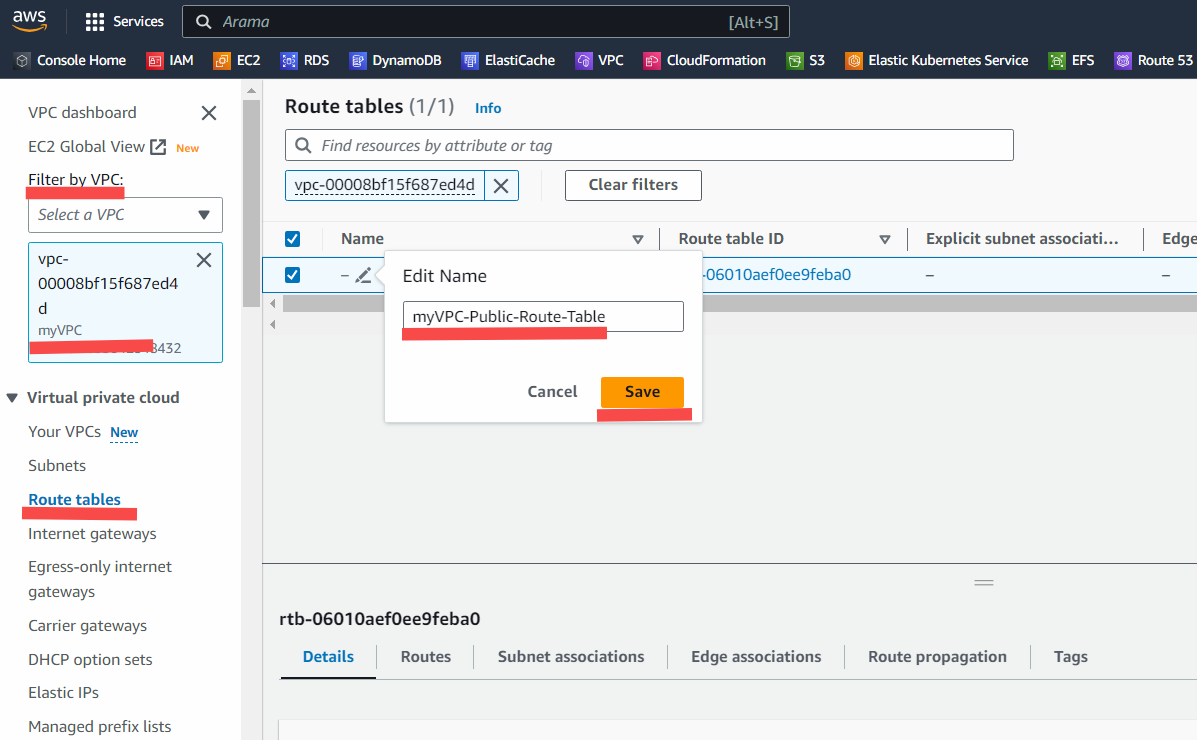 aws
Services
Arama
[Alt+S]
Console Home
IAM
EC2
RDS
DynamoDB
ElastiCache
VPC
CloudFormation
S3
Elastic Kubernetes Service
EFS
Route 53
VPC dashboard
EC2 Global View
New
Filter by VPC:
Select a VPC
vpc-
00008bf15f687ed4
d
myVPC
8432
Virtual private cloud
Your VPCs
New
Subnets
Route tables
Internet gateways
Egress-only internet
gateways
Carrier gateways
DHCP option sets
Elastic IPs
Managed prefix lists
Route tables (1/1)
Info
Find resources by attribute or tag
vpc-00008bf15f687ed4d
Clear filters
Name
Route table ID
Explicit subnet associati...
Edge
–
-06010aef0ee9feba0
–
–
Edit Name
myVPC-Public-Route-Table
Cancel
Save
rtb-06010aef0ee9feba0
Details
Routes
Subnet associations
Edge associations
Route propagation
Tags